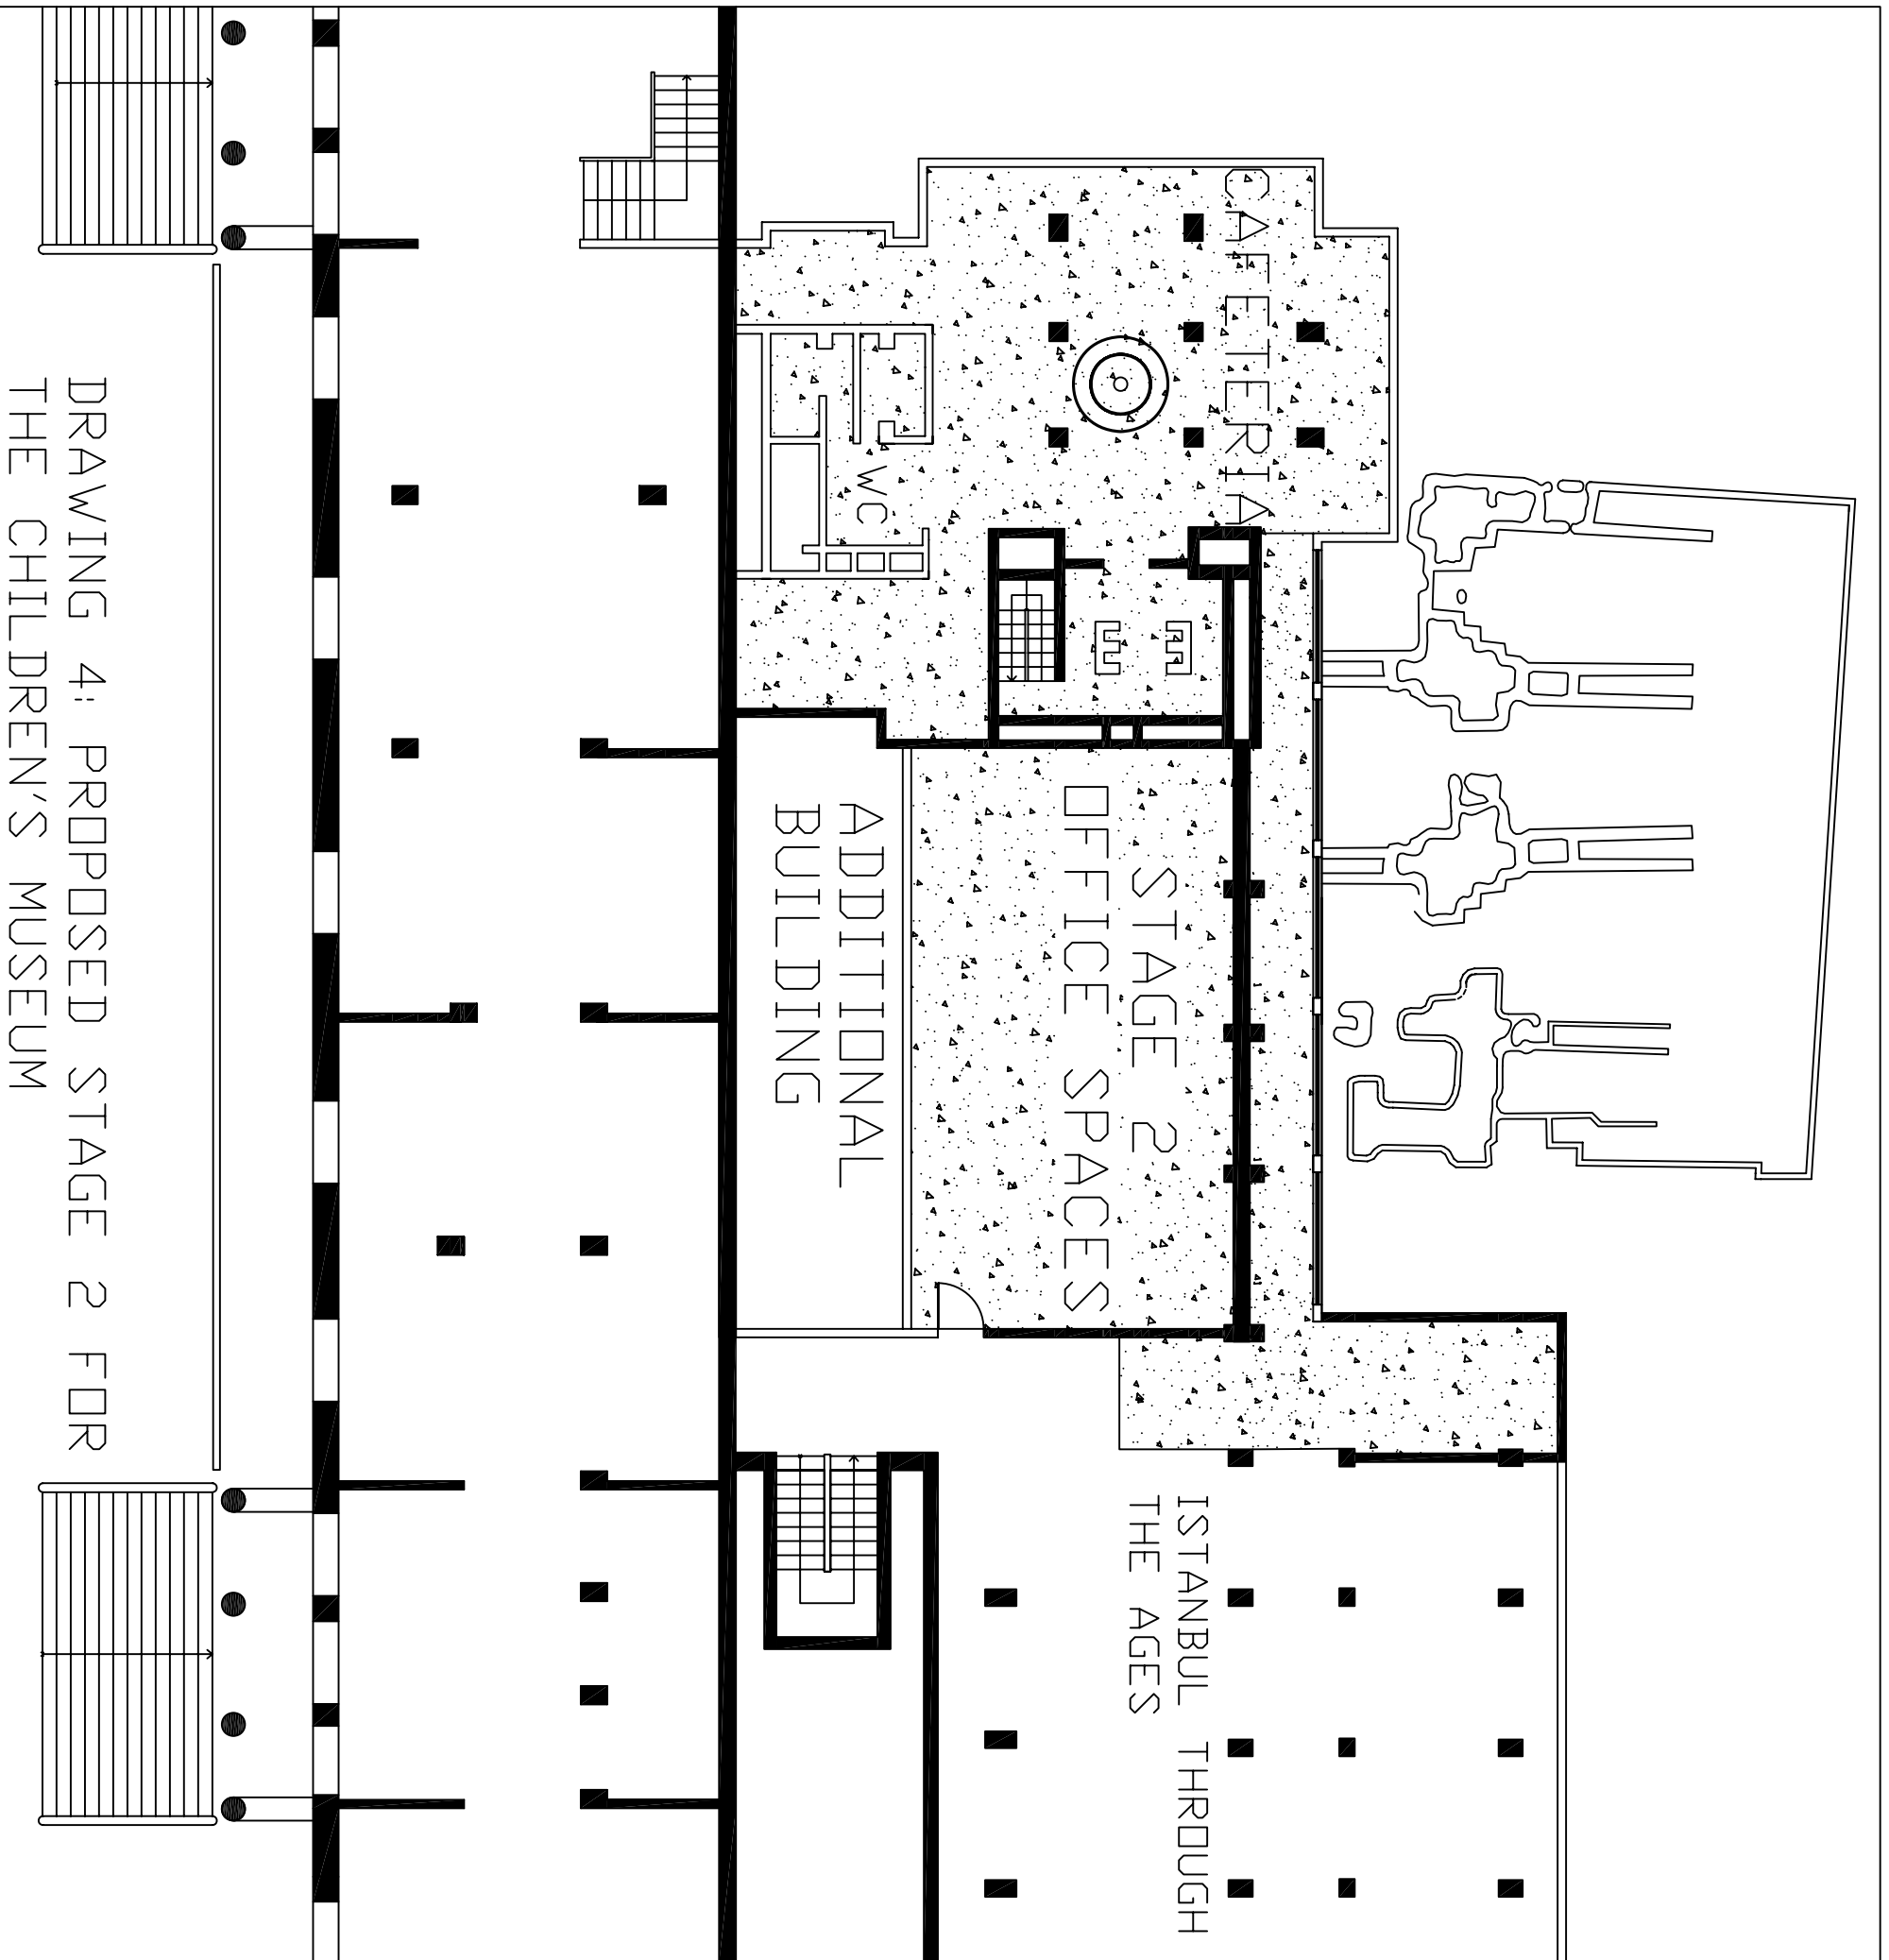 CAFETERIA
WC
STAGE 2
OFFICE SPACES
ADDITIONAL
BUILDING
ISTANBUL THROUGH
THE AGES
DRAWING 4: PROPOSED STAGE 2 FOR
THE CHILDREN'S MUSEUM